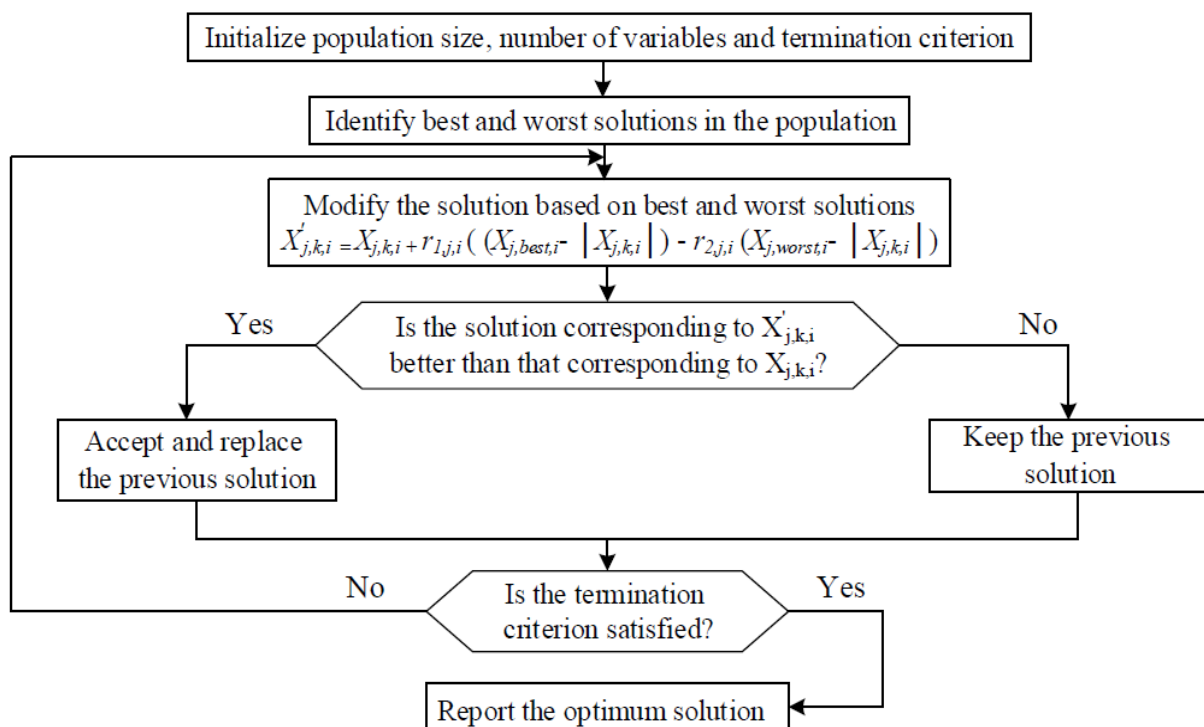 Initialize population size, number of variables and termination criterion
Identify best and worst solutions in the population
Modify the solution based on best and worst solutions
X'j,k,i = Xj,k,i + r1,j,i ( (Xj,best,i- | Xj,k,i | ) - r2,j,i (Xj,worst,i- | Xj,k,i | )
Yes
Is the solution corresponding to X'j,k,i
better than that corresponding to Xj,k,i?
No
Accept and replace
the previous solution
Keep the previous
solution
No
Is the termination
criterion satisfied?
Yes
Report the optimum solution